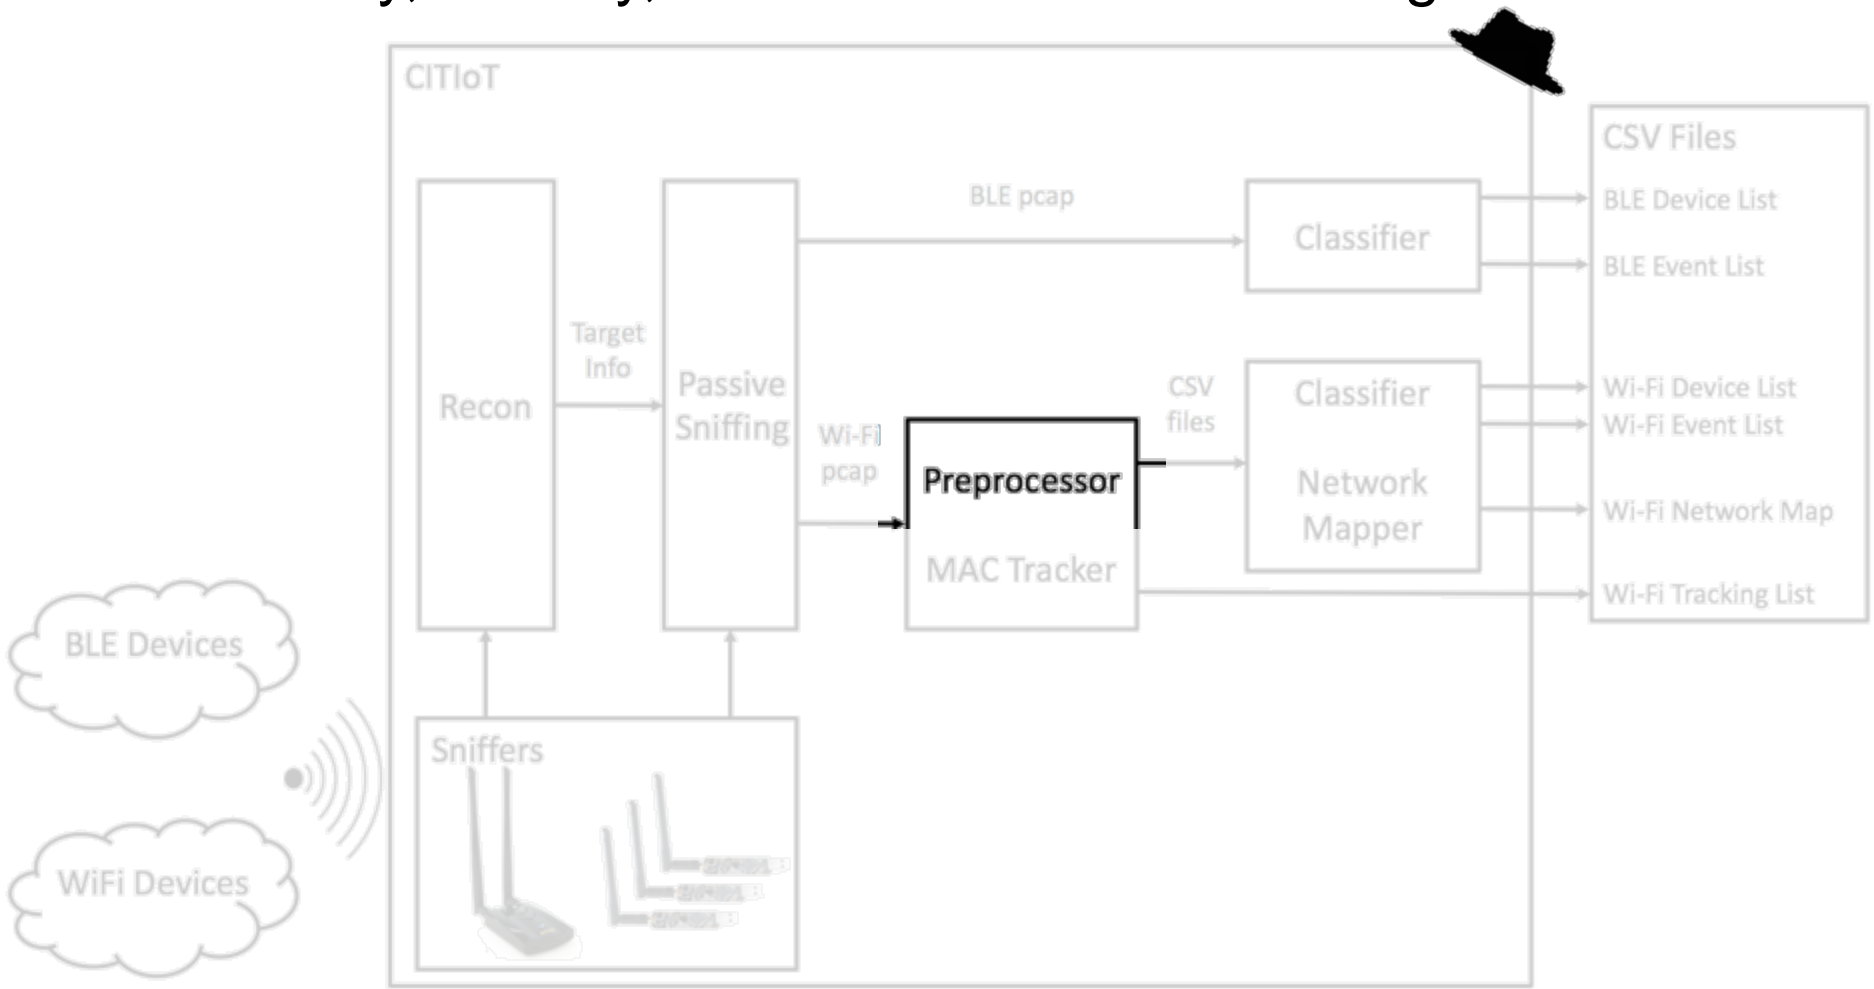 CITIoT
CSV Files
BLE pcap
Classifier
BLE Device List
BLE Event List
Target
Info
Recon
Passive
Sniffing
Wi-Fi
pcap
Preprocessor
MAC Tracker
CSV
files
Classifier
Network
Mapper
Wi-Fi Device List
Wi-Fi Event List
Wi-Fi Network Map
Wi-Fi Tracking List
BLE Devices
WiFi Devices
Sniffers